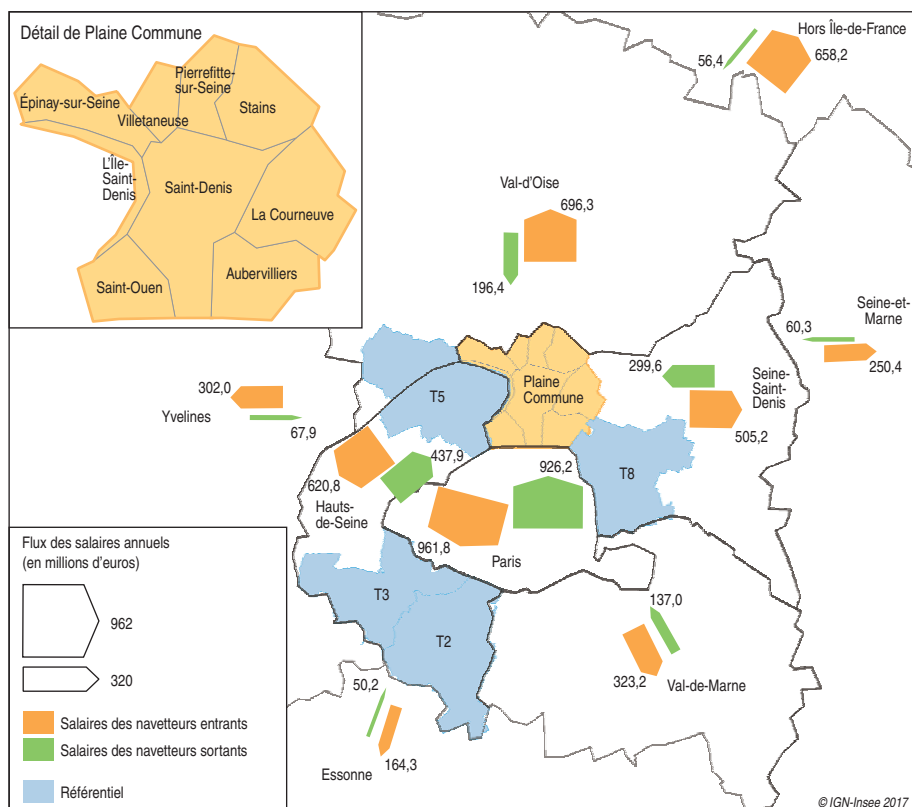 Détail de Plaine Commune
Épinay-sur-Seine
Pierrefitte-
sur-Seine
Villetaneuse
Stains
L'Île-
Saint-
Denis
Saint-Denis
La Courneuve
Saint-Ouen
Aubervilliers
Hors Île-de-France
56,4
658,2
Val-d'Oise
696,3
196,4
Seine-et-
Marne
60,3
250,4
299,6
Seine-
Saint-
Denis
505,2
302,0
Yvelines
67,9
T5
Plaine
Commune
T8
437,9
620,8
Hauts-
de-Seine
926,2
961,8
Paris
T3
T2
137,0
323,2
Val-de-Marne
50,2
164,3
Essonne
Flux des salaires annuels
(en millions d'euros)
962
320
Salaires des navetteurs entrants
Salaires des navetteurs sortants
Référentiel
© IGN-Insee 2017